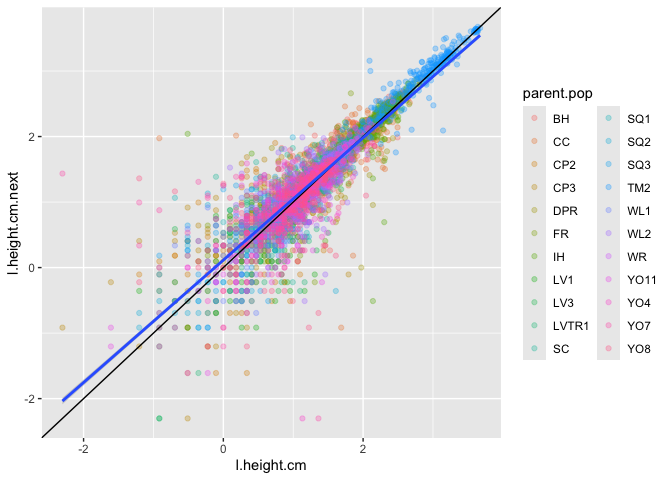 l.height.cm.next
2
0
-2
-2
0
2
l.height.cm
parent.pop
BH
CC
CP2
CP3
DPR
FR
IH
LV1
LV3
LVTR1
SC
SQ1
SQ2
SQ3
TM2
WL1
WL2
WR
YO11
YO4
YO7
YO8